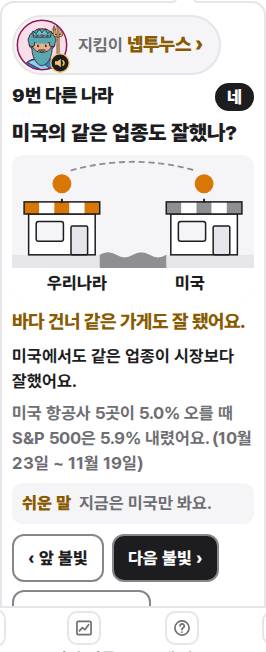 지킴이 넵투누스 ›
9번 다른 나라
네
미국의 같은 업종도 잘했나?
우리나라
미국
바다 건너 같은 가게도 잘 됐어요.
미국에서도 같은 업종이 시장보다
잘했어요.
미국 항공사 5곳이 5.0% 오를 때
S&P 500은 5.9% 내렸어요. (10월
23일 ~ 11월 19일)
쉬운 말 지금은 미국만 봐요.
‹ 앞 불빛
다음 불빛 ›